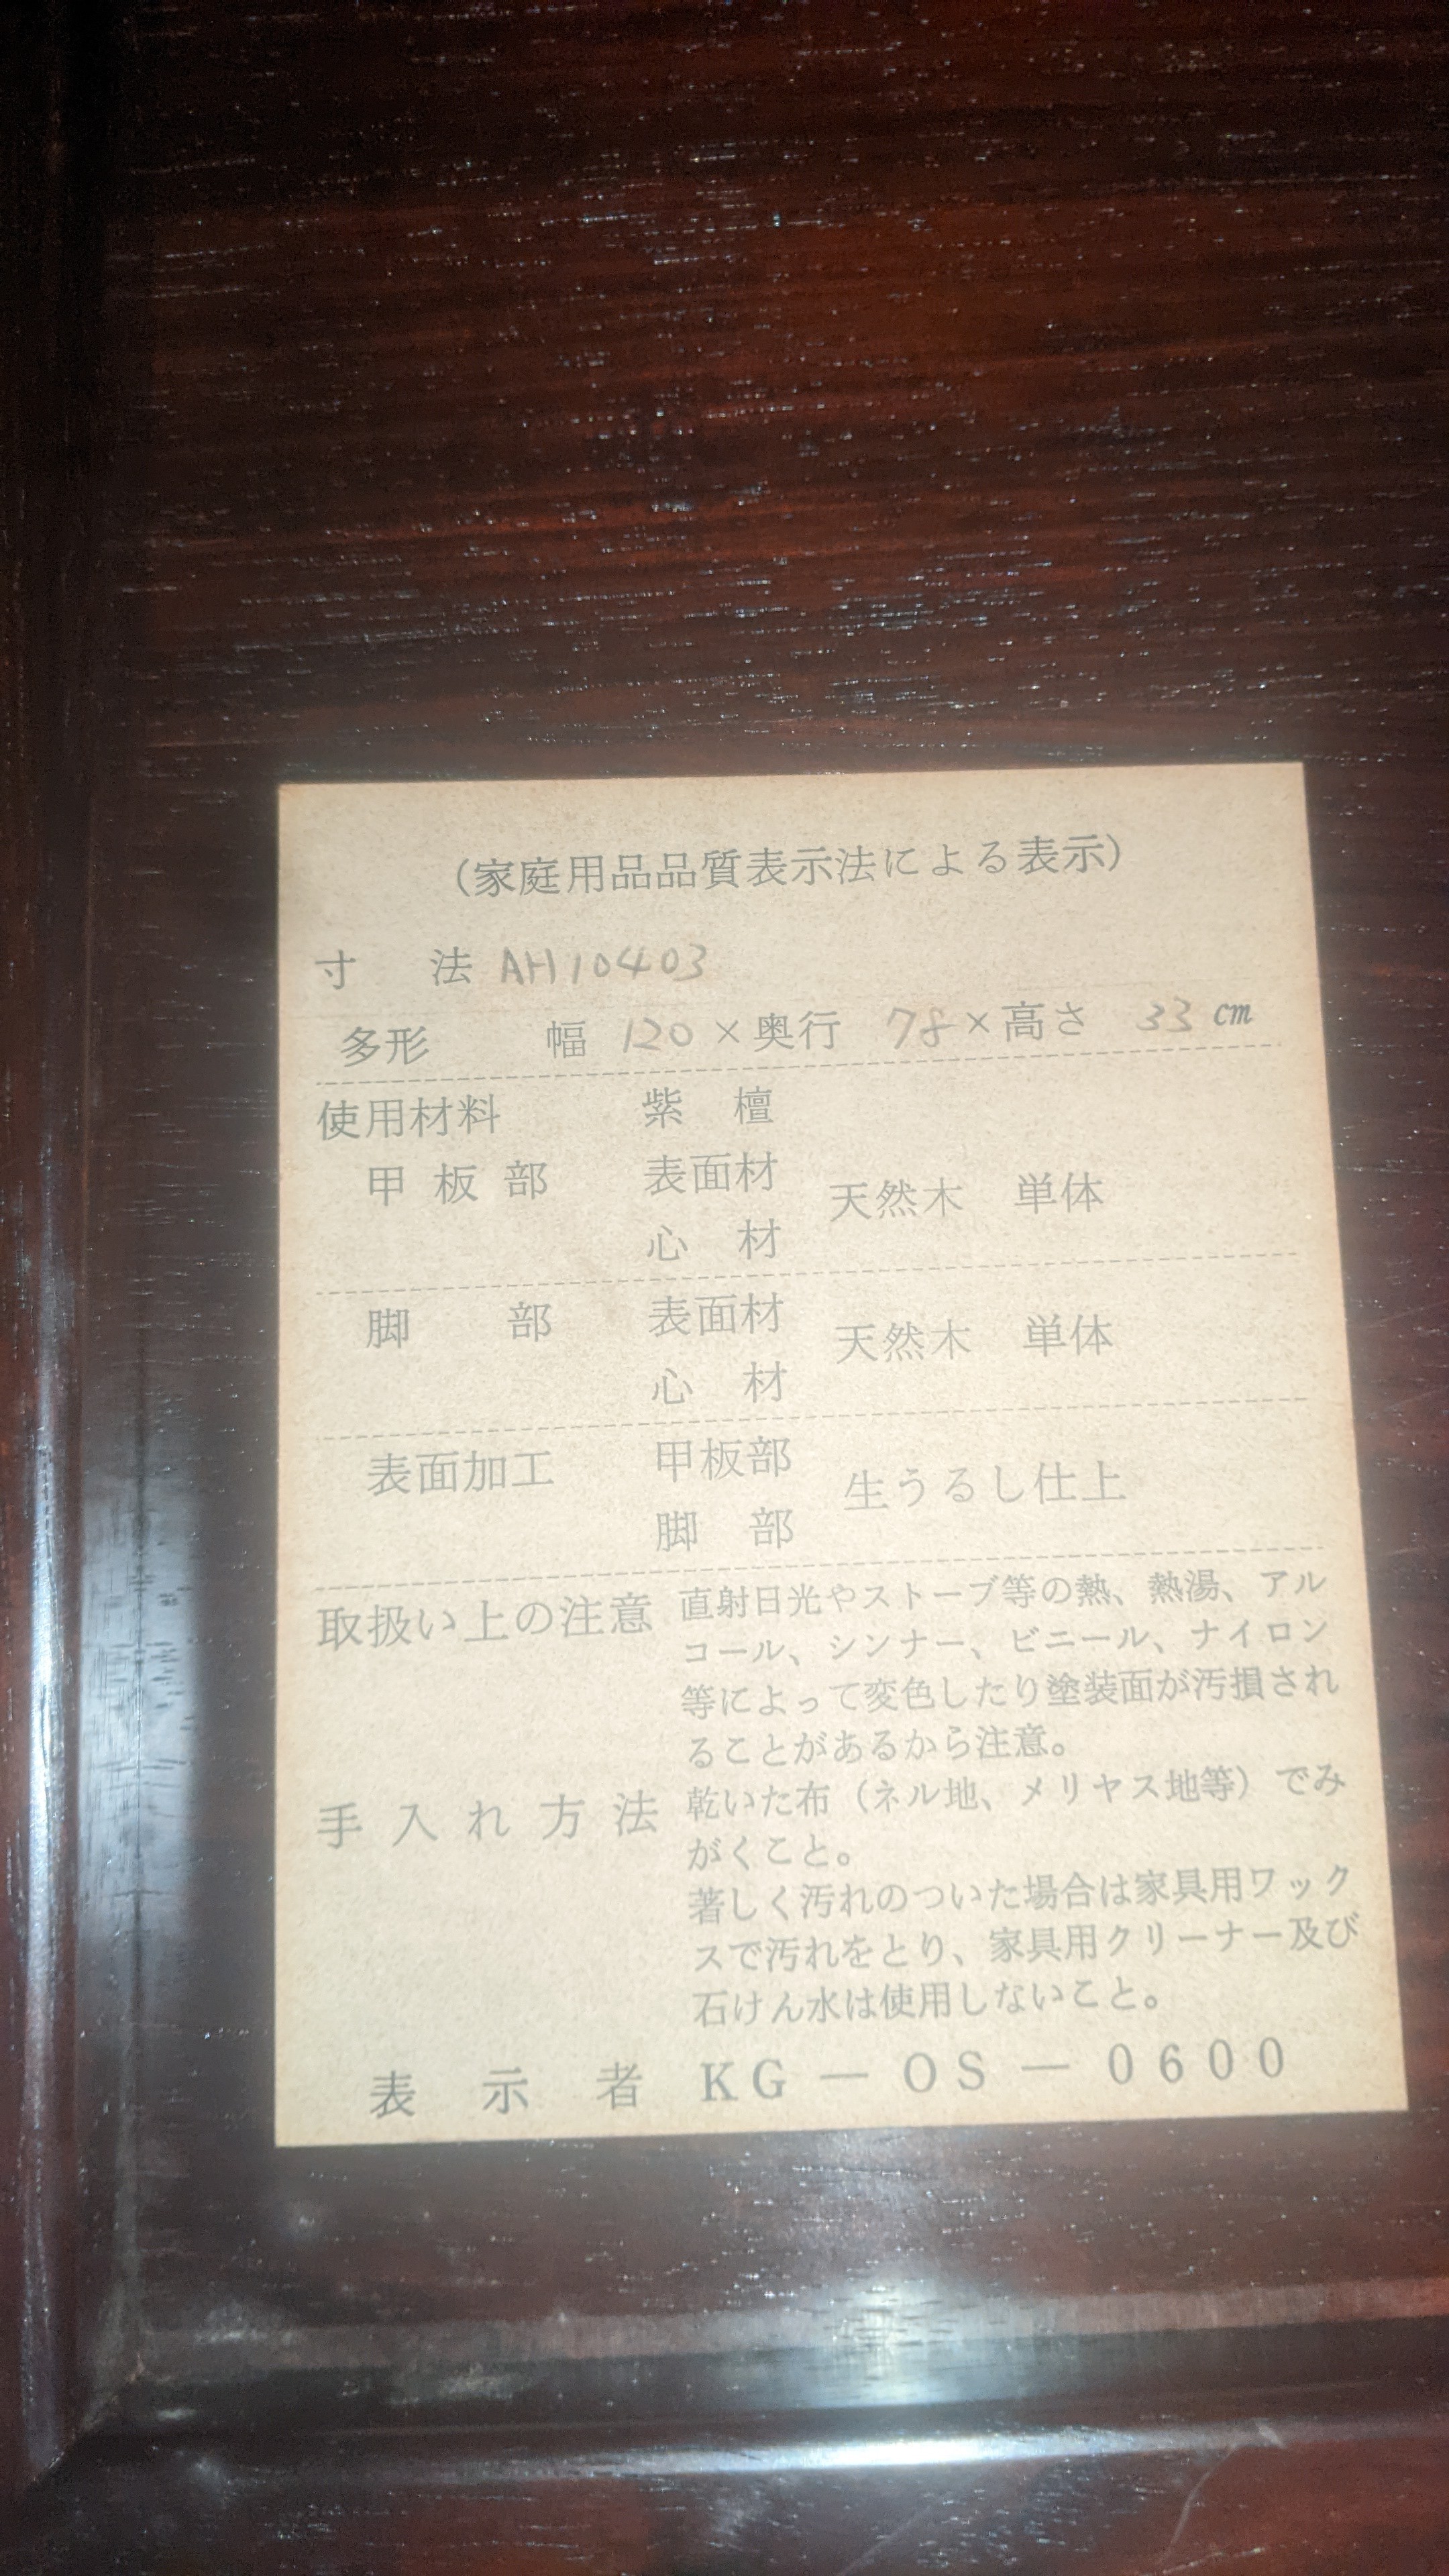 （家庭用品品質表示法による表示）
寸　法 AH10403
多形　幅 120 ×奥行 78 ×高さ 33 cm
使用材料　紫　檀
甲 板 部　表面材　天然木　単体
心　材
脚　部　表面材　天然木　単体
心　材
表面加工　甲板部　生うるし仕上
脚　部
取扱い上の注意　直射日光やストーブ等の熱、熱湯、アル
コール、シンナー、ビニール、ナイロン
等によって変色したり塗装面が汚損され
ることがあるから注意。
手 入 れ 方 法　乾いた布（ネル地、メリヤス地等）でみ
がくこと。
著しく汚れのついた場合は家具用ワック
スで汚れをとり、家具用クリーナー及び
石けん水は使用しないこと。
表　示　者　KG－OS－0600